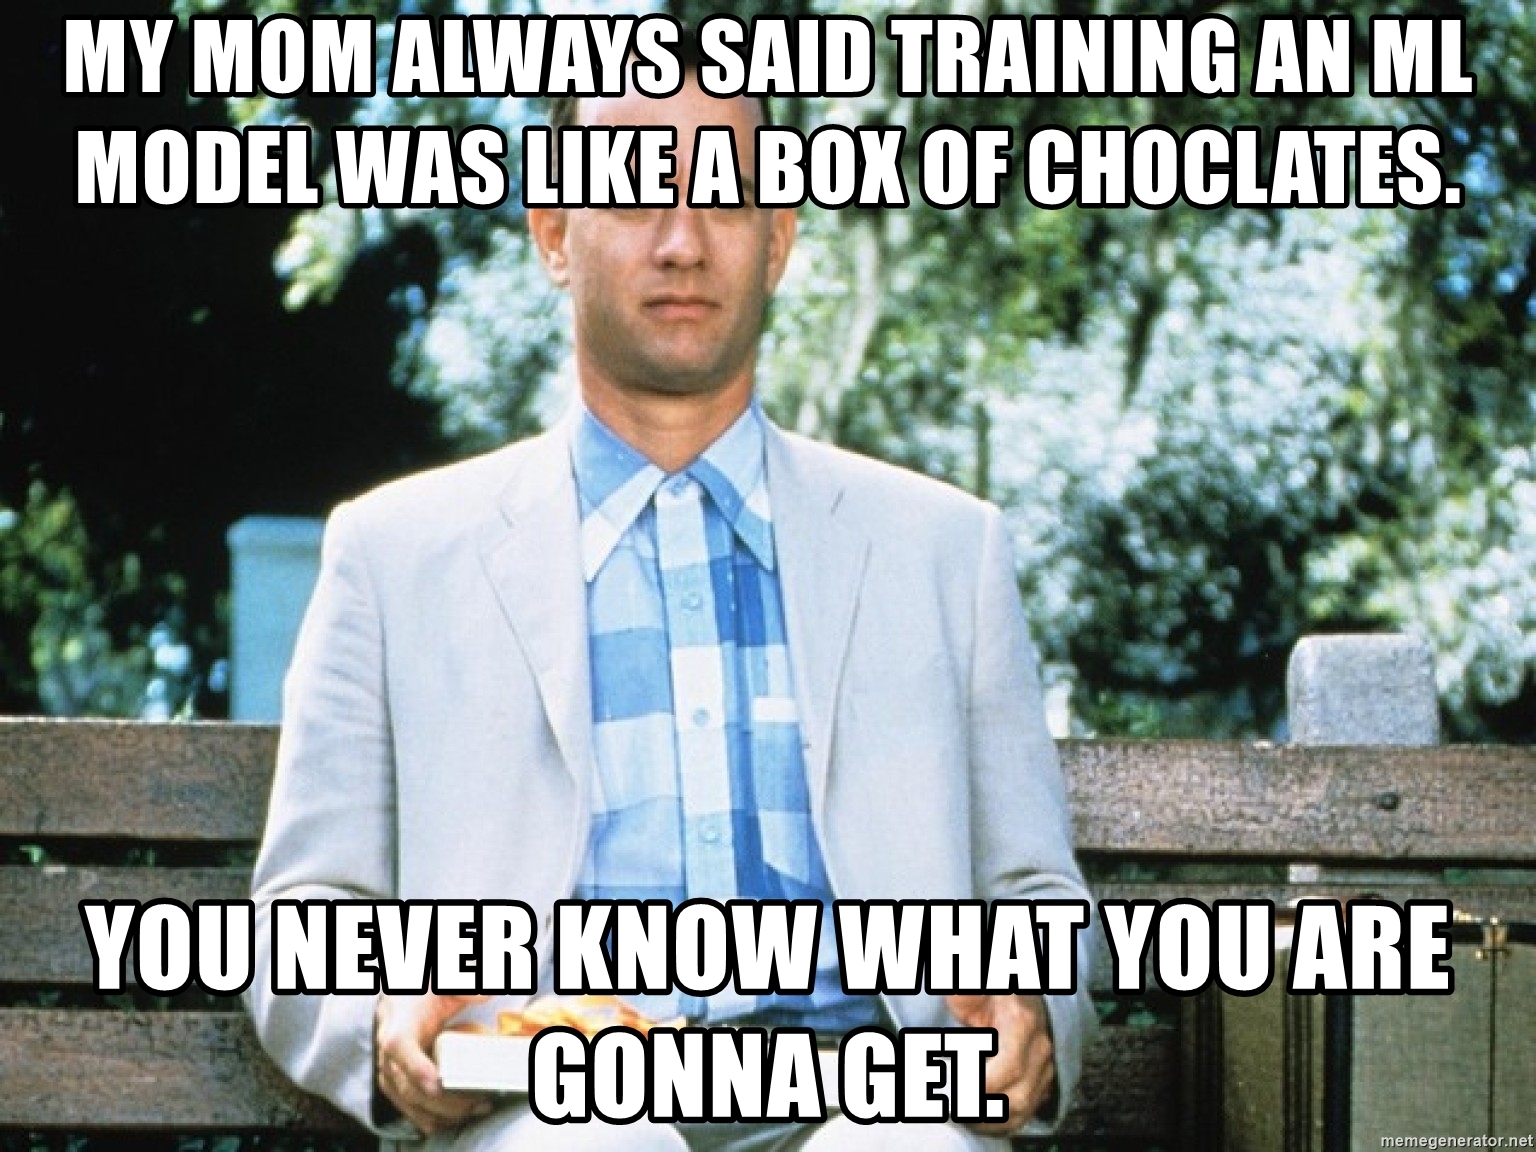 MY MOM ALWAYS SAID TRAINING AN ML
MODEL WAS LIKE A BOX OF CHOCLATES.
YOU NEVER KNOW WHAT YOU ARE
GONNA GET.
memegenerator.net